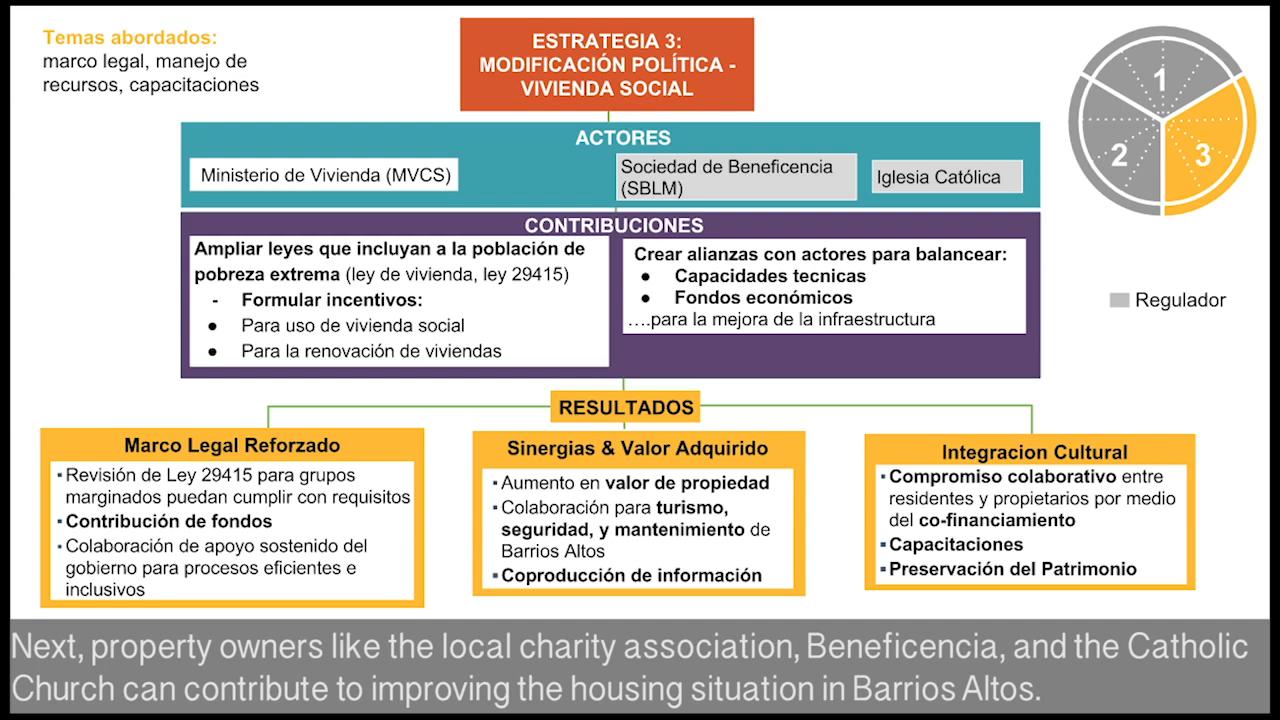 Temas abordados:
marco legal, manejo de
recursos, capacitaciones
ESTRATEGIA 3:
MODIFICACIÓN POLÍTICA -
VIVIENDA SOCIAL
1
2
3
ACTORES
Ministerio de Vivienda (MVCS)
Sociedad de Beneficencia
(SBLM)
Iglesia Católica
CONTRIBUCIONES
Ampliar leyes que incluyan a la población de
pobreza extrema (ley de vivienda, ley 29415)
- Formular incentivos:
● Para uso de vivienda social
● Para la renovación de viviendas
Crear alianzas con actores para balancear:
● Capacidades tecnicas
● Fondos económicos
….para la mejora de la infraestructura
Regulador
RESULTADOS
Marco Legal Reforzado
▪Revisión de Ley 29415 para grupos
marginados puedan cumplir con requisitos
▪Contribución de fondos
▪Colaboración de apoyo sostenido del
gobierno para procesos eficientes e
inclusivos
Sinergias & Valor Adquirido
▪Aumento en valor de propiedad
▪Colaboración para turismo,
seguridad, y mantenimiento de
Barrios Altos
▪Coproducción de información
Integracion Cultural
▪Compromiso colaborativo entre
residentes y propietarios por medio
del co-financiamiento
▪Capacitaciones
▪Preservación del Patrimonio
Next, property owners like the local charity association, Beneficencia, and the Catholic
Church can contribute to improving the housing situation in Barrios Altos.